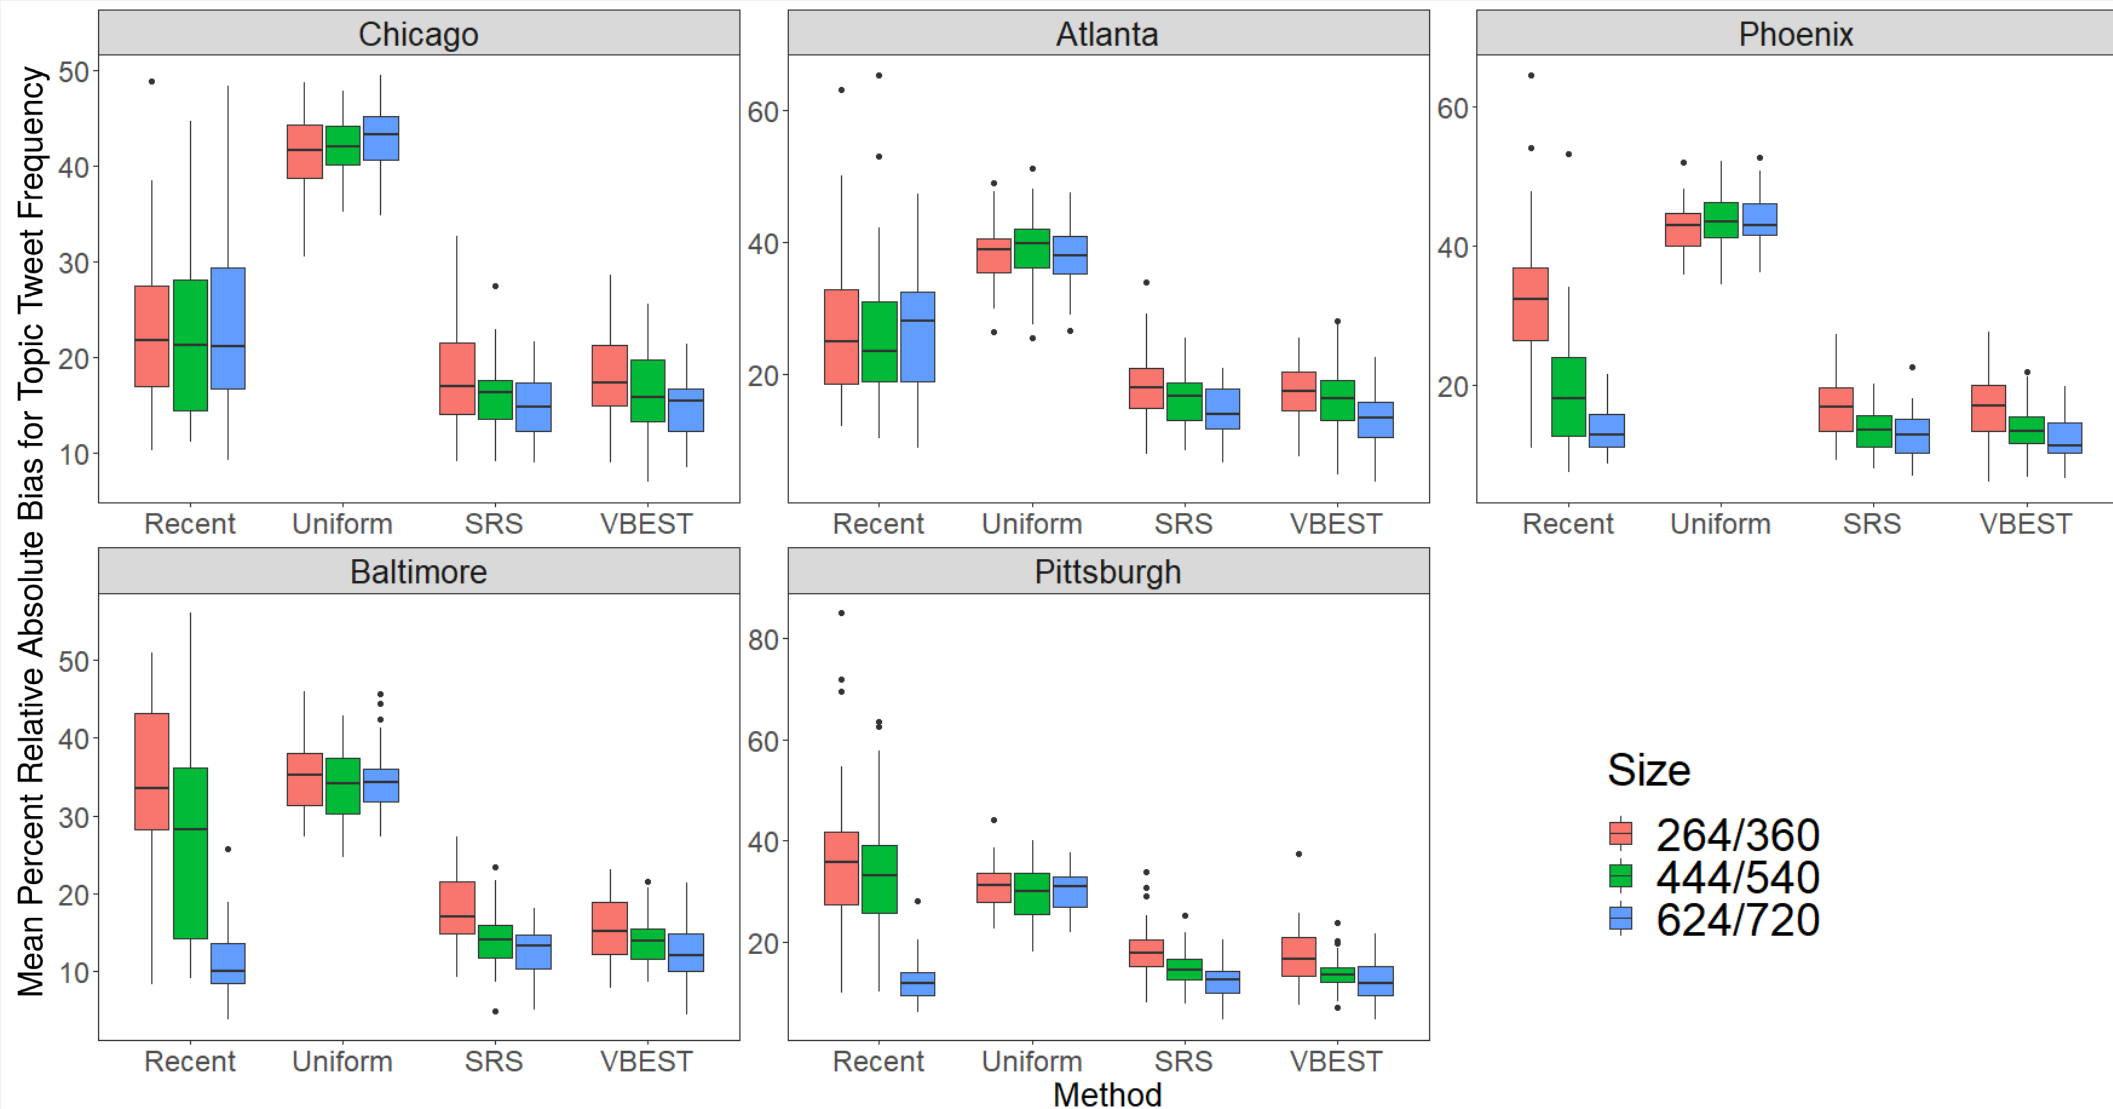 Mean Percent Relative Absolute Bias for Topic Tweet Frequency
Chicago
50
40
30
20
10
Recent Uniform SRS VBEST
Atlanta
60
40
20
Recent Uniform SRS VBEST
Phoenix
60
40
20
Recent Uniform SRS VBEST
Baltimore
50
40
30
20
10
Recent Uniform SRS VBEST
Pittsburgh
80
60
40
20
Recent Uniform SRS VBEST
Method
Size
264/360
444/540
624/720